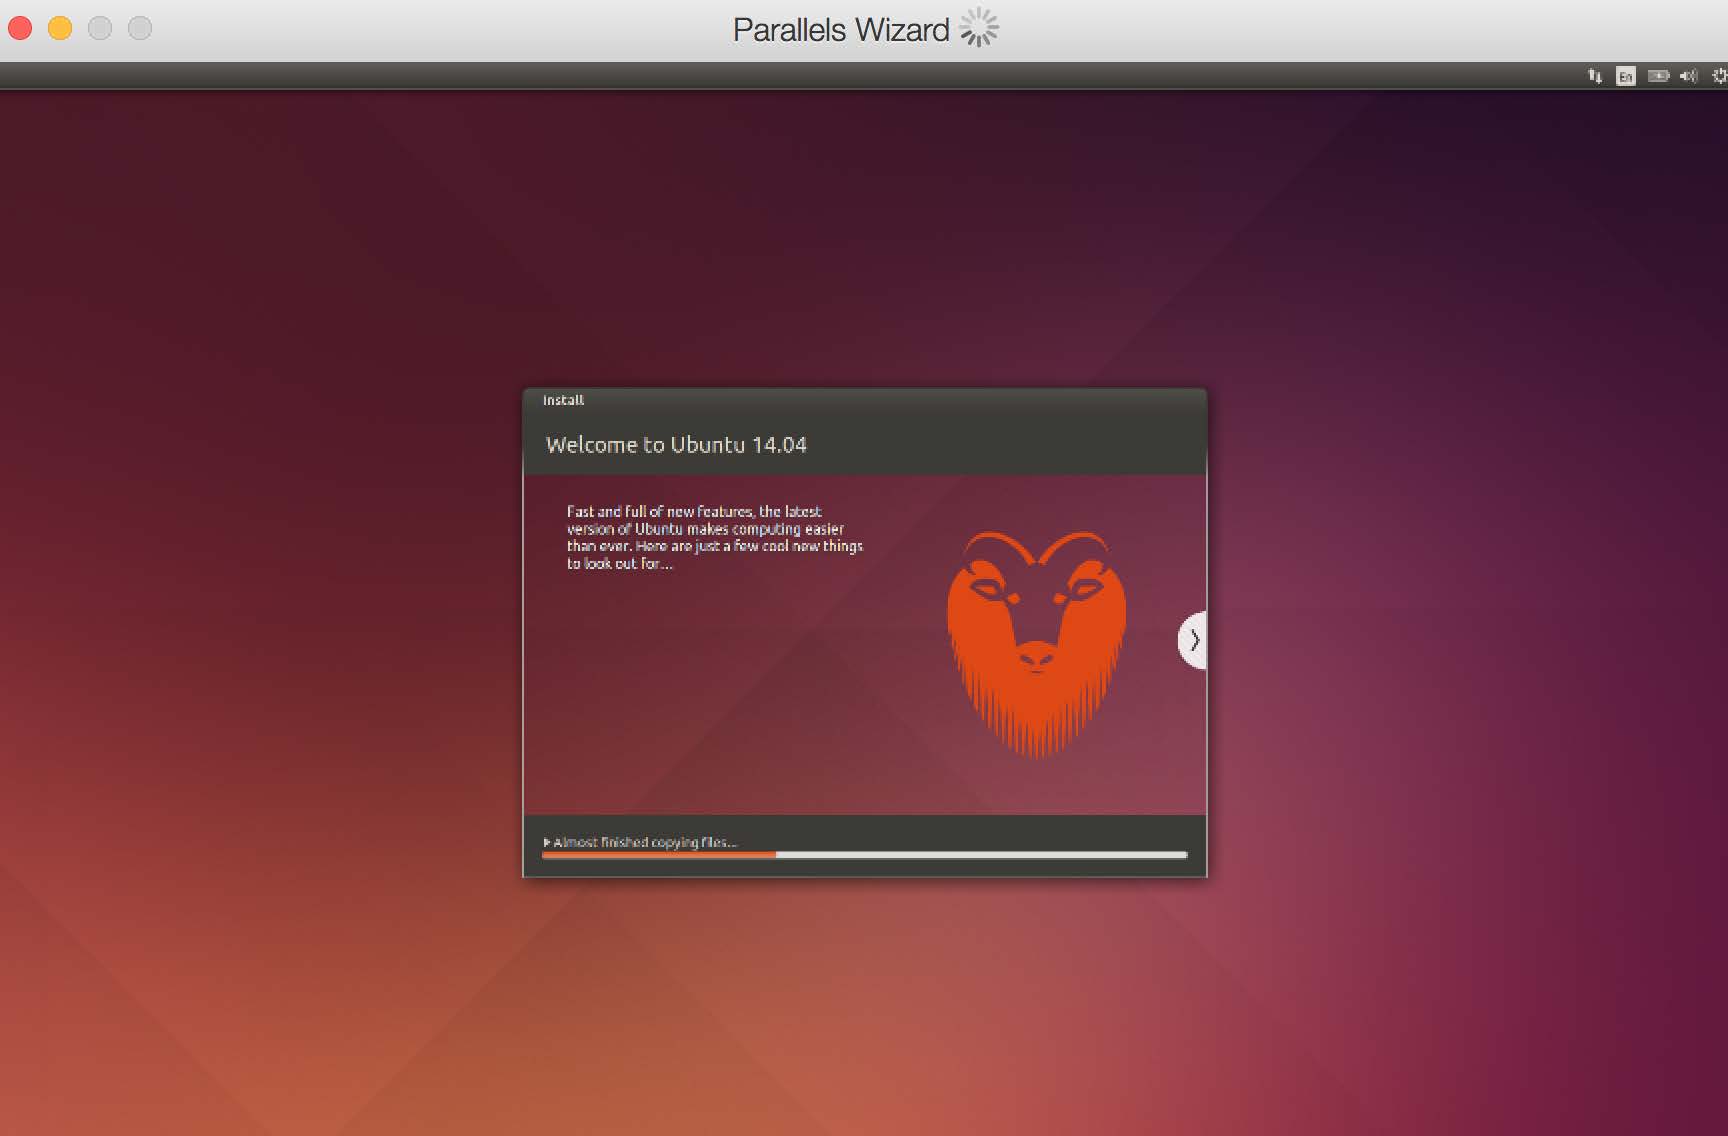 Parallels Wizard
En
Install
Welcome to Ubuntu 14.04
Fast and full of new features, the latest
version of Ubuntu makes computing easier
than ever. Here are just a few cool new things
to look out for...
Almost finished copying files...